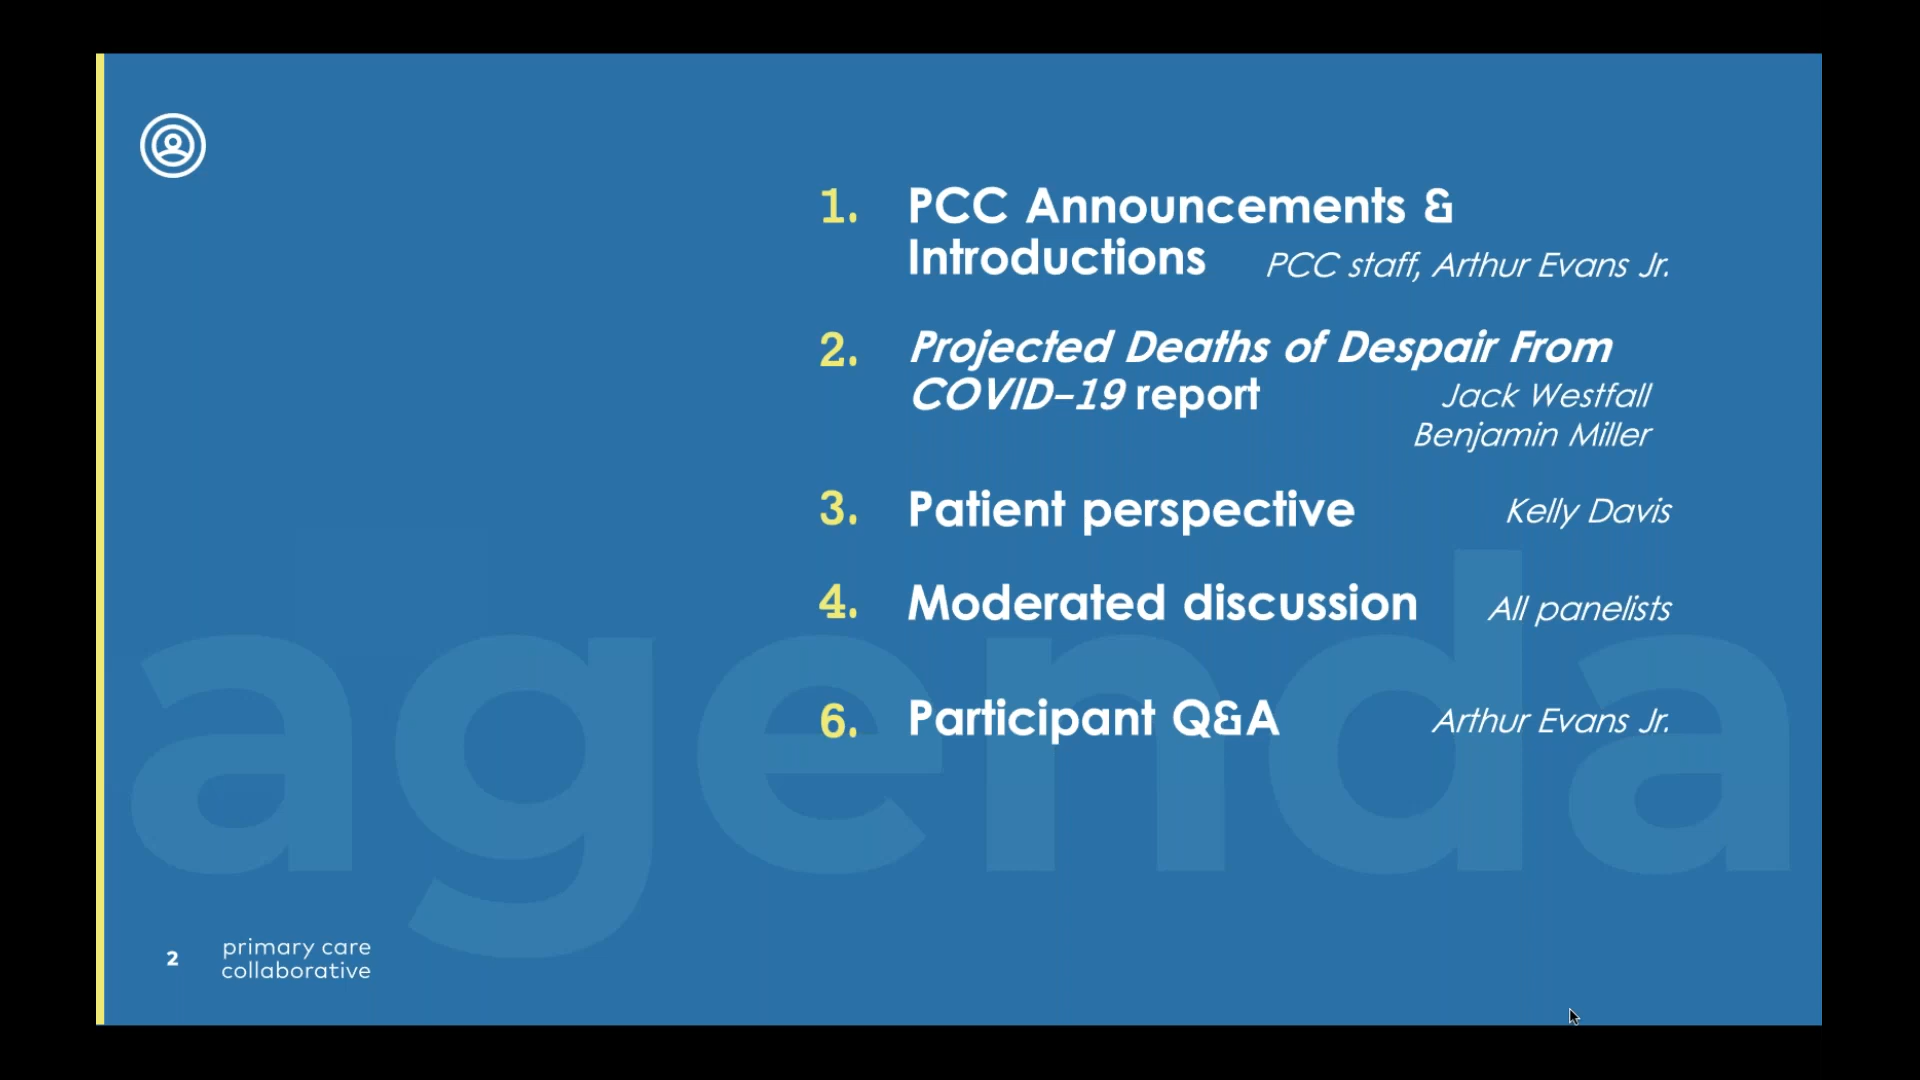 1. PCC Announcements &
Introductions PCC staff, Arthur Evans Jr.
2. Projected Deaths of Despair From
COVID-19 report Jack Westfall
Benjamin Miller
3. Patient perspective Kelly Davis
4. Moderated discussion All panelists
agenda
6. Participant Q&A Arthur Evans Jr.
2 primary care
collaborative